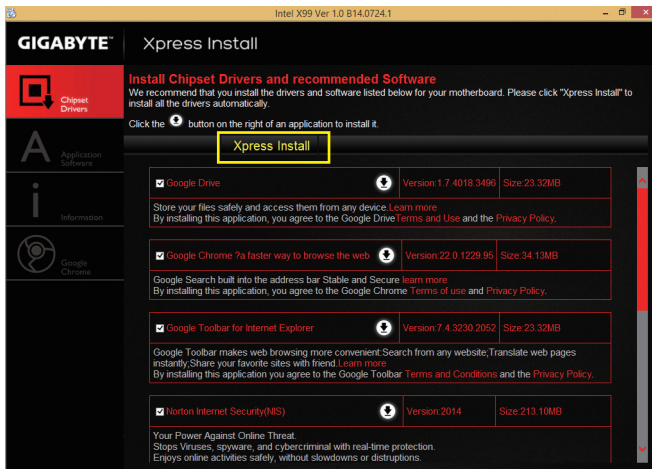 Intel X99 Ver 1.0 B14.0724.1
GIGABYTE™
Xpress Install
Chipset
Drivers
Application
Software
Information
Google
Chrome
Install Chipset Drivers and recommended Software
We recommend that you install the drivers and software listed below for your motherboard. Please click "Xpress Install" to
install all the drivers automatically.
Click the button on the right of an application to install it.
Xpress Install
Google Drive Version:1.7.4018.3496 Size:23.32MB
Store your files safely and access them from any device.Learn more
By installing this application, you agree to the Google DriveTerms and Use and the Privacy Policy.
Google Chrome ?a faster way to browse the web Version:22.0.1229.95 Size:34.13MB
Google Search built into the address bar Stable and Secure learn more
By installing this application, you agree to the Google Chrome Terms of use and Privacy Policy.
Google Toolbar for Internet Explorer Version:7.4.3230.2052 Size:23.32MB
Google Toolbar makes web browsing more convenient:Search from any website;Translate web pages
instantly;Share your favorite sites with friend.Learn more
By installing this application you agree to the Google Toolbar Terms and Conditions and the Privacy Policy.
Norton Internet Security(NIS) Version:2014 Size:213.10MB
Your Power Against Online Threat.
Stops Viruses, spyware, and cybercriminal with real-time protection.
Enjoys online activities safely, without slowdowns or distruptions.